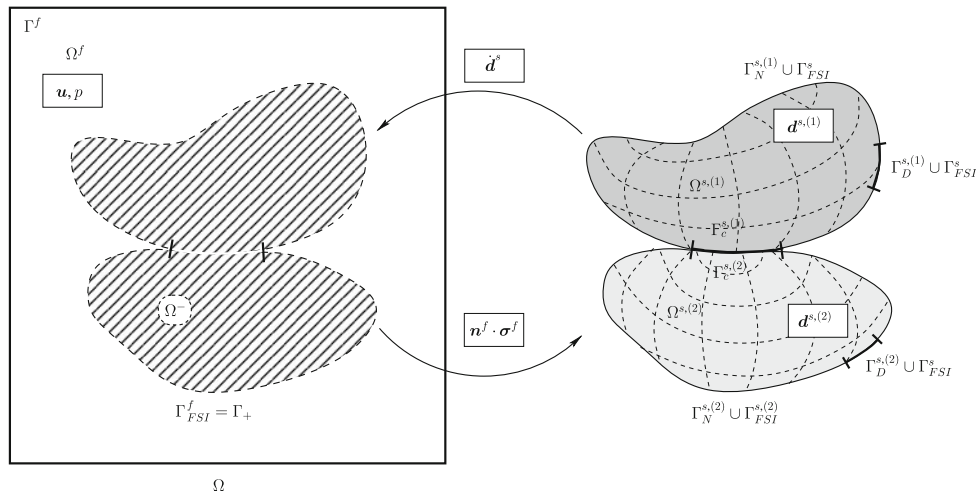 Γ^f
Ω^f
u, p
Ω^−
Γ^f_{FSI} = Γ_+
Ω
ḋ^s
n^f · σ^f
Γ_N^{s,(1)} ∪ Γ_{FSI}^s
d^{s,(1)}
Γ_D^{s,(1)} ∪ Γ_{FSI}^s
Ω^{s,(1)}
Γ_c^{s,(1)}
Γ_c^{s,(2)}
Ω^{s,(2)}
d^{s,(2)}
Γ_D^{s,(2)} ∪ Γ_{FSI}^s
Γ_N^{s,(2)} ∪ Γ_{FSI}^{s,(2)}